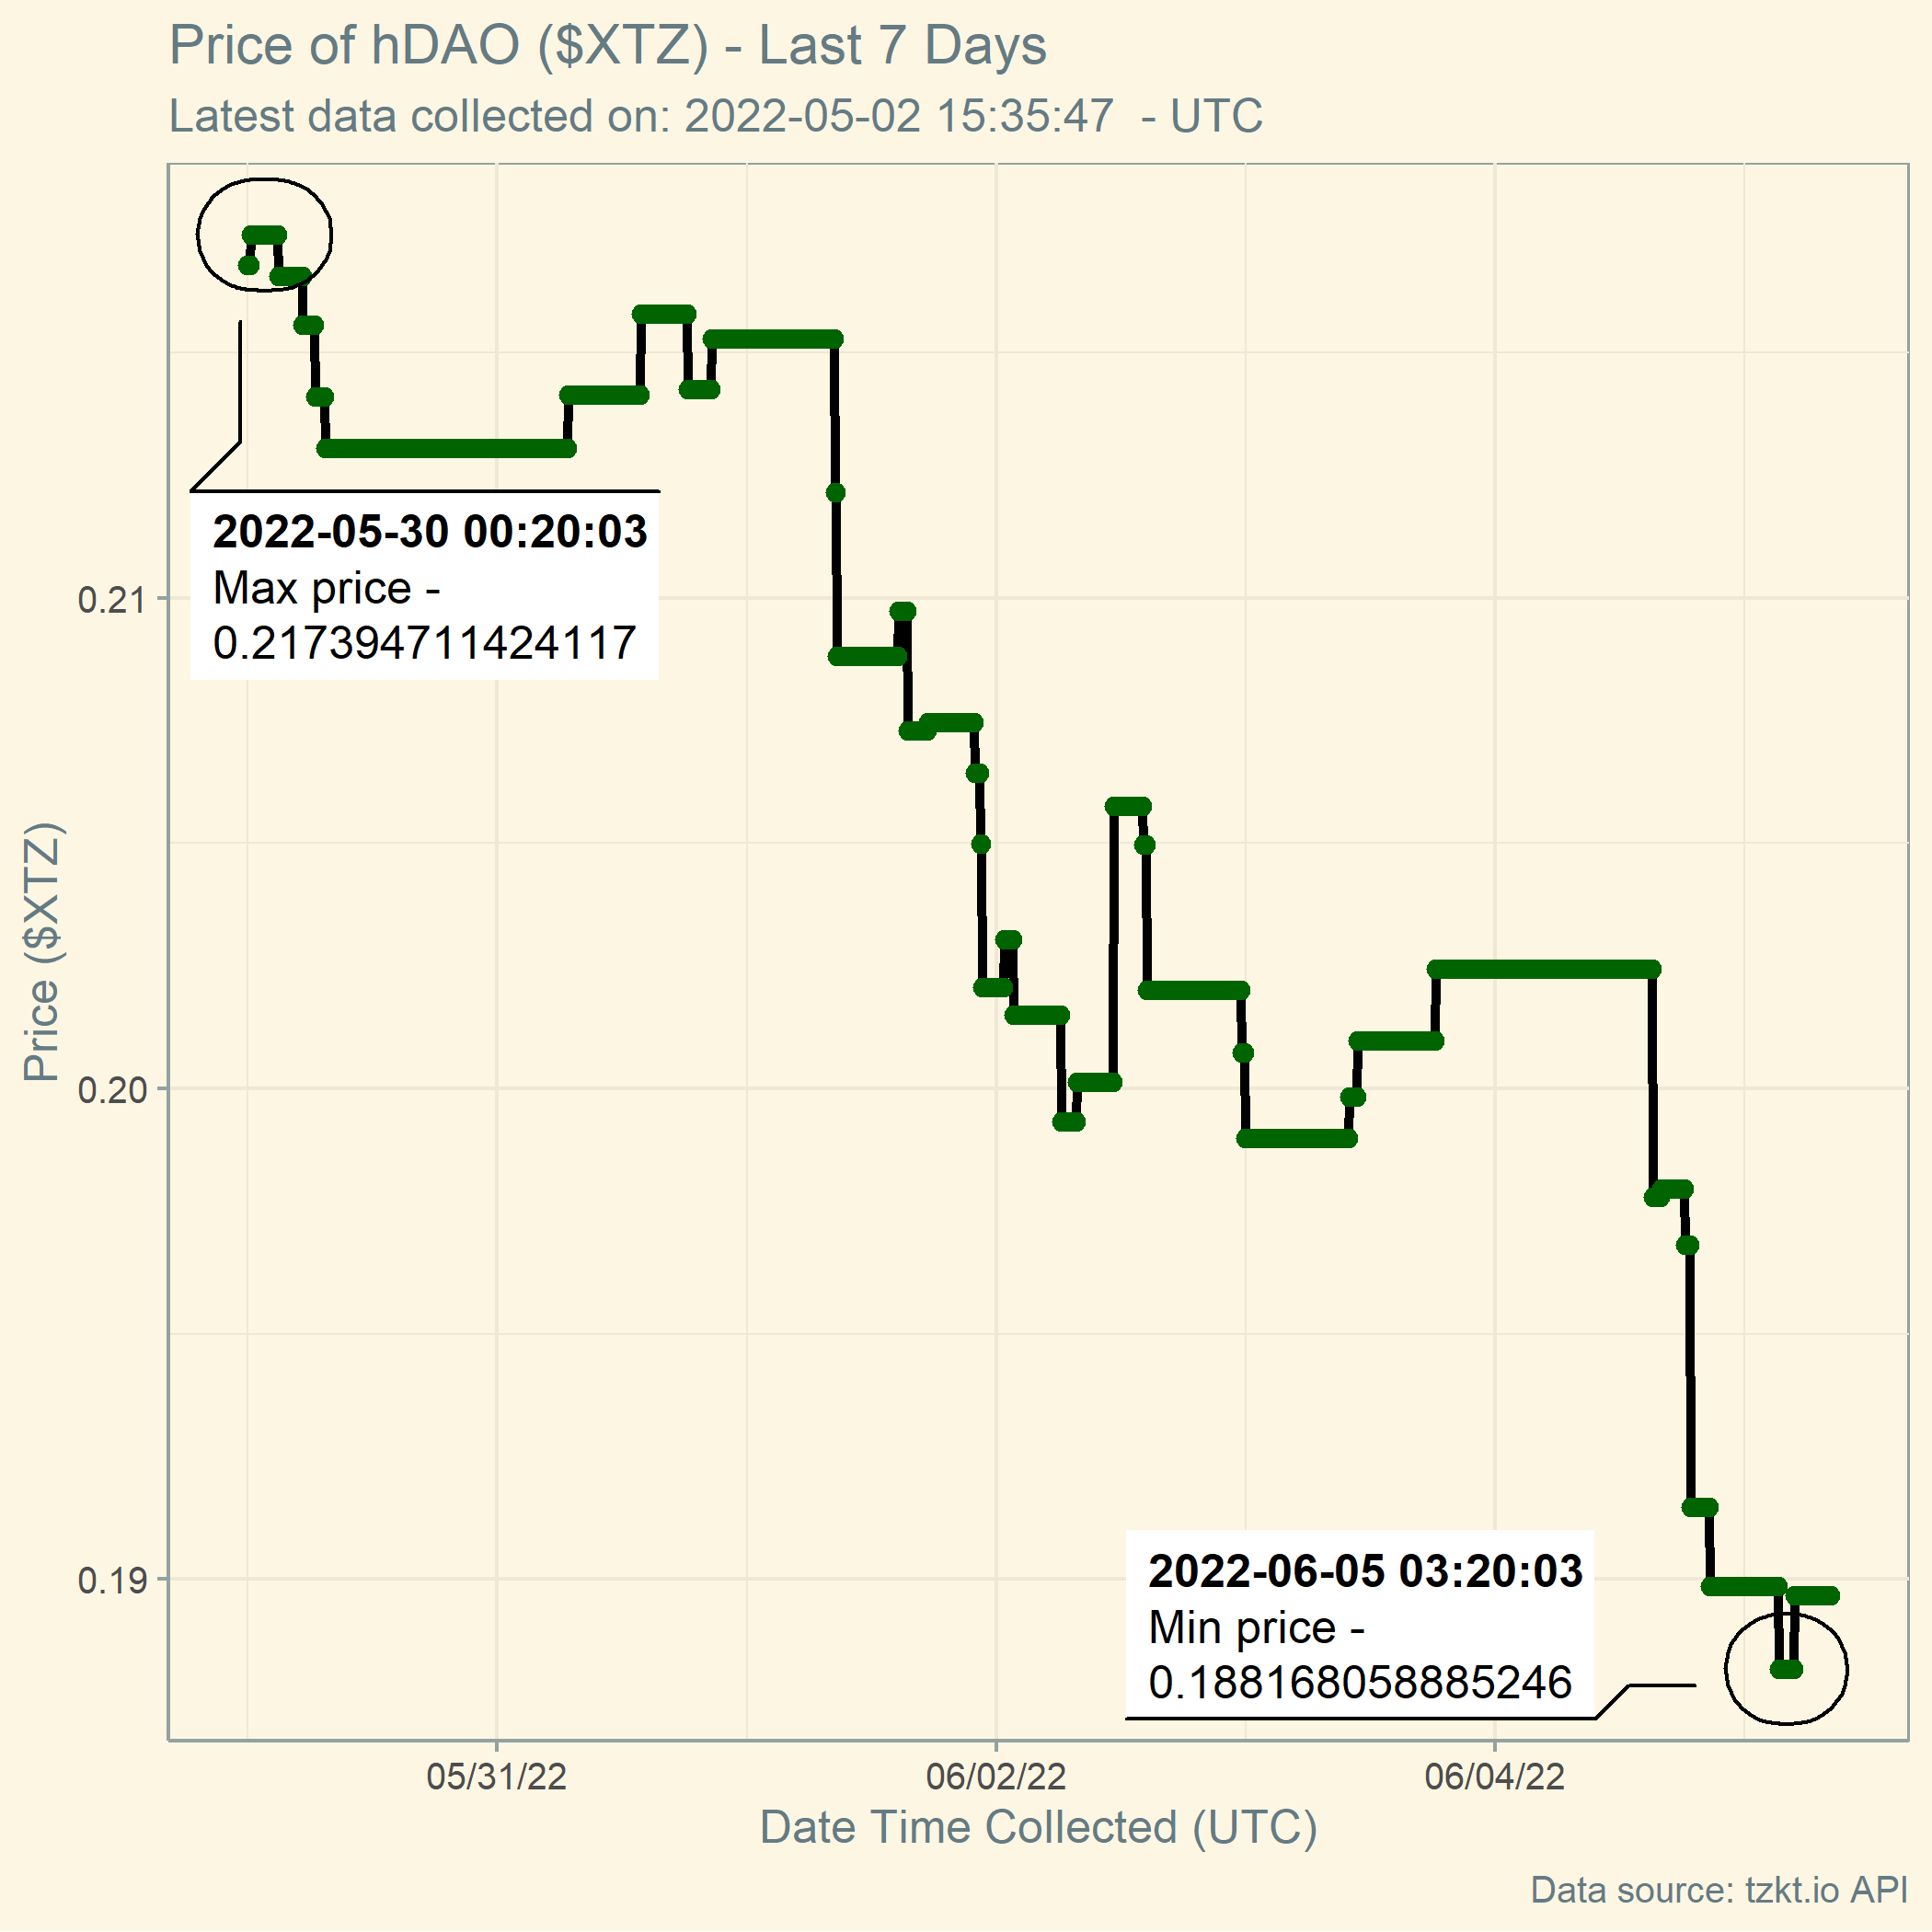 Price of hDAO ($XTZ) - Last 7 Days
Latest data collected on: 2022-05-02 15:35:47  - UTC
2022-05-30 00:20:03
Max price -
0.217394711424117
0.21
Price ($XTZ)
0.20
0.19
2022-06-05 03:20:03
Min price -
0.188168058885246
05/31/22
06/02/22
06/04/22
Date Time Collected (UTC)
Data source: tzkt.io API